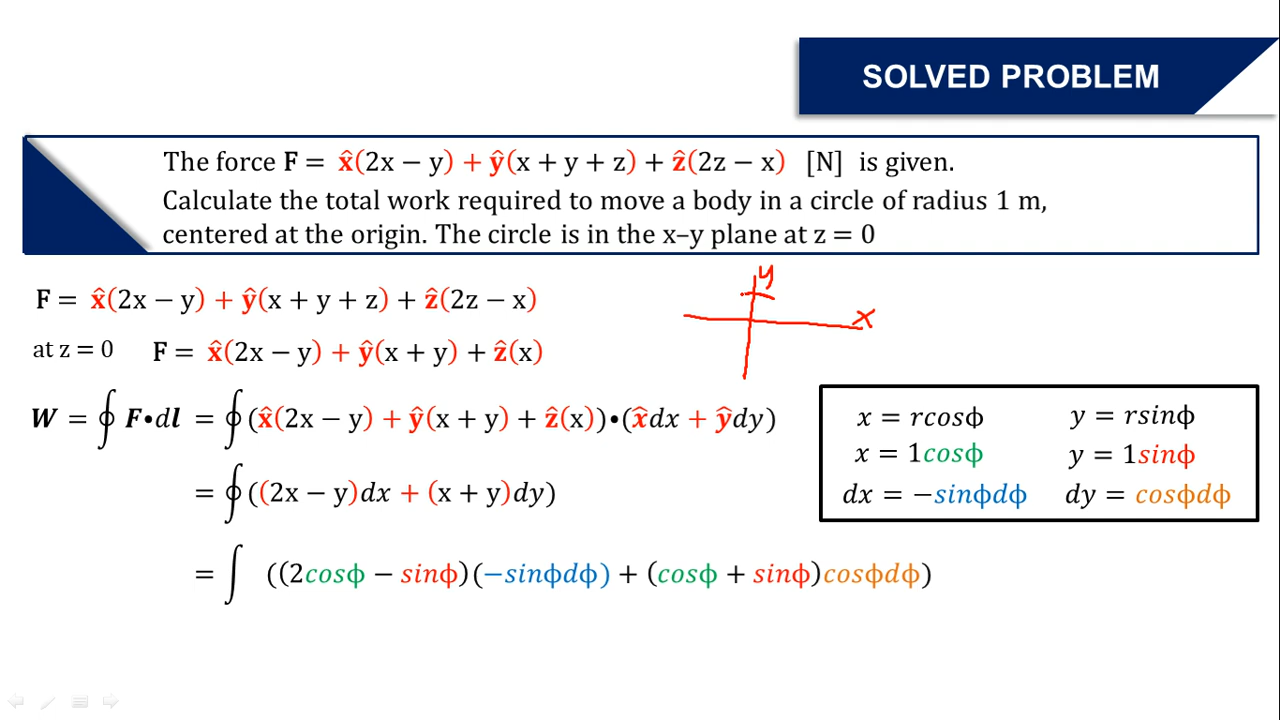 SOLVED PROBLEM
The force F = x̂(2x − y) + ŷ(x + y + z) + ẑ(2z − x) [N] is given.
Calculate the total work required to move a body in a circle of radius 1 m,
centered at the origin. The circle is in the x–y plane at z = 0
F = x̂(2x − y) + ŷ(x + y + z) + ẑ(2z − x)
y
x
at z = 0 F = x̂(2x − y) + ŷ(x + y) + ẑ(x)
W = ∮ F•dl = ∮(x̂(2x − y) + ŷ(x + y) + ẑ(x))•(x̂dx + ŷdy)
= ∮((2x − y)dx + (x + y)dy)
= ∫ ((2cosϕ − sinϕ)(−sinϕdϕ) + (cosϕ + sinϕ)cosϕdϕ)
x = rcosϕ y = rsinϕ
x = 1cosϕ y = 1sinϕ
dx = −sinϕdϕ dy = cosϕdϕ